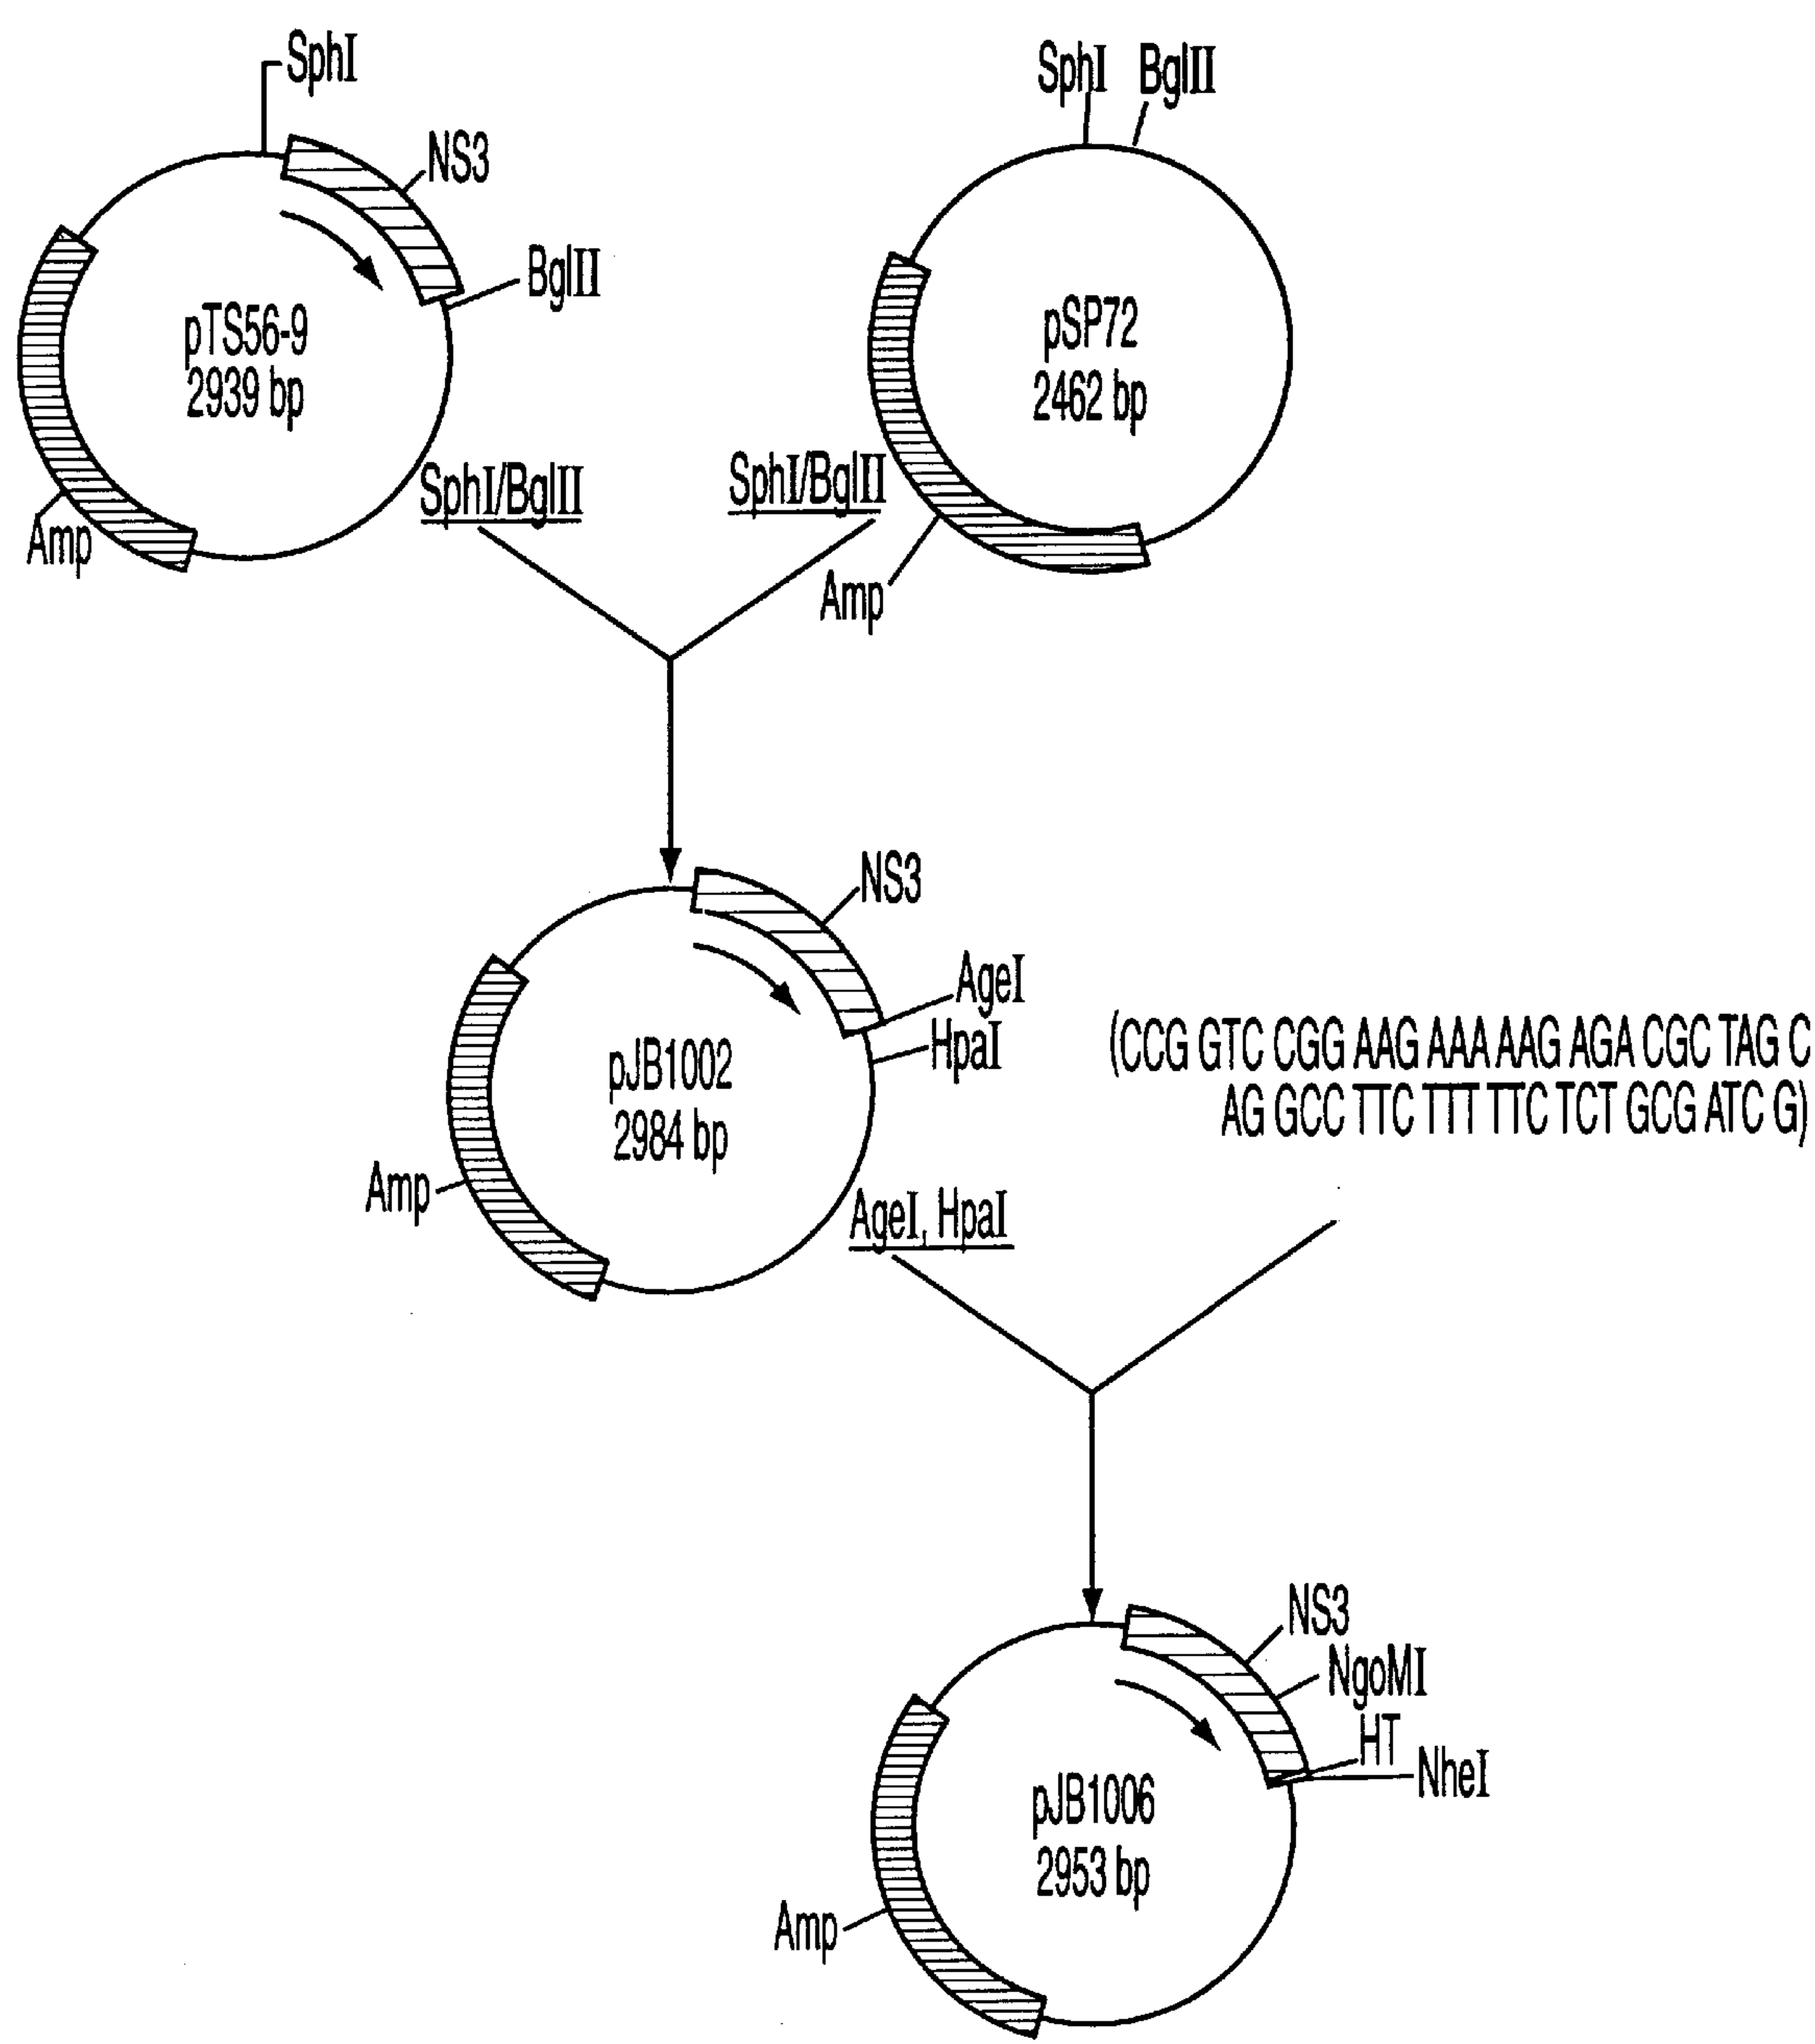 SphI
NS3
BglII
pTS56-9
2939 bp
Amp
SphI/BglII
SphI BglII
pSP72
2462 bp
SphI/BglII
Amp
NS3
AgeI
HpaI
pJB1002
2984 bp
Amp
AgeI, HpaI
(CCG GTC CGG AAG AAA AAG AGA CGC TAG C
AG GCC TTC TTT TTC TCT GCG ATC G)
NS3
NgoMI
HT
NheI
pJB1006
2953 bp
Amp